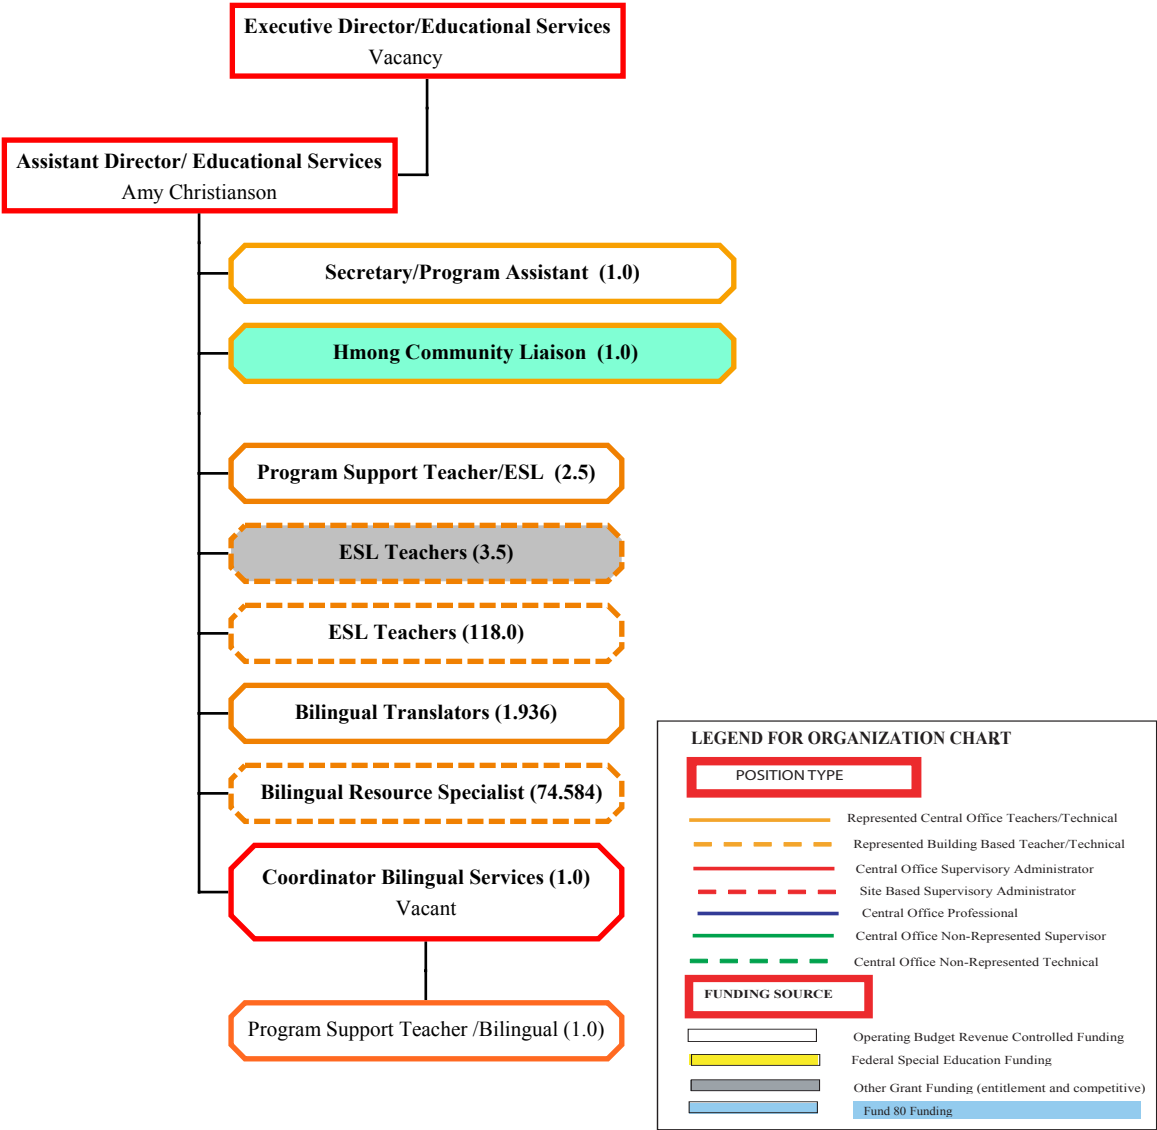 Executive Director/Educational Services
Vacancy
Assistant Director/ Educational Services
Amy Christianson
Secretary/Program Assistant (1.0)
Hmong Community Liaison (1.0)
Program Support Teacher/ESL (2.5)
ESL Teachers (3.5)
ESL Teachers (118.0)
Bilingual Translators (1.936)
Bilingual Resource Specialist (74.584)
Coordinator Bilingual Services (1.0)
Vacant
Program Support Teacher /Bilingual (1.0)
LEGEND FOR ORGANIZATION CHART
POSITION TYPE
Represented Central Office Teachers/Technical
Represented Building Based Teacher/Technical
Central Office Supervisory Administrator
Site Based Supervisory Administrator
Central Office Professional
Central Office Non-Represented Supervisor
Central Office Non-Represented Technical
FUNDING SOURCE
Operating Budget Revenue Controlled Funding
Federal Special Education Funding
Other Grant Funding (entitlement and competitive)
Fund 80 Funding